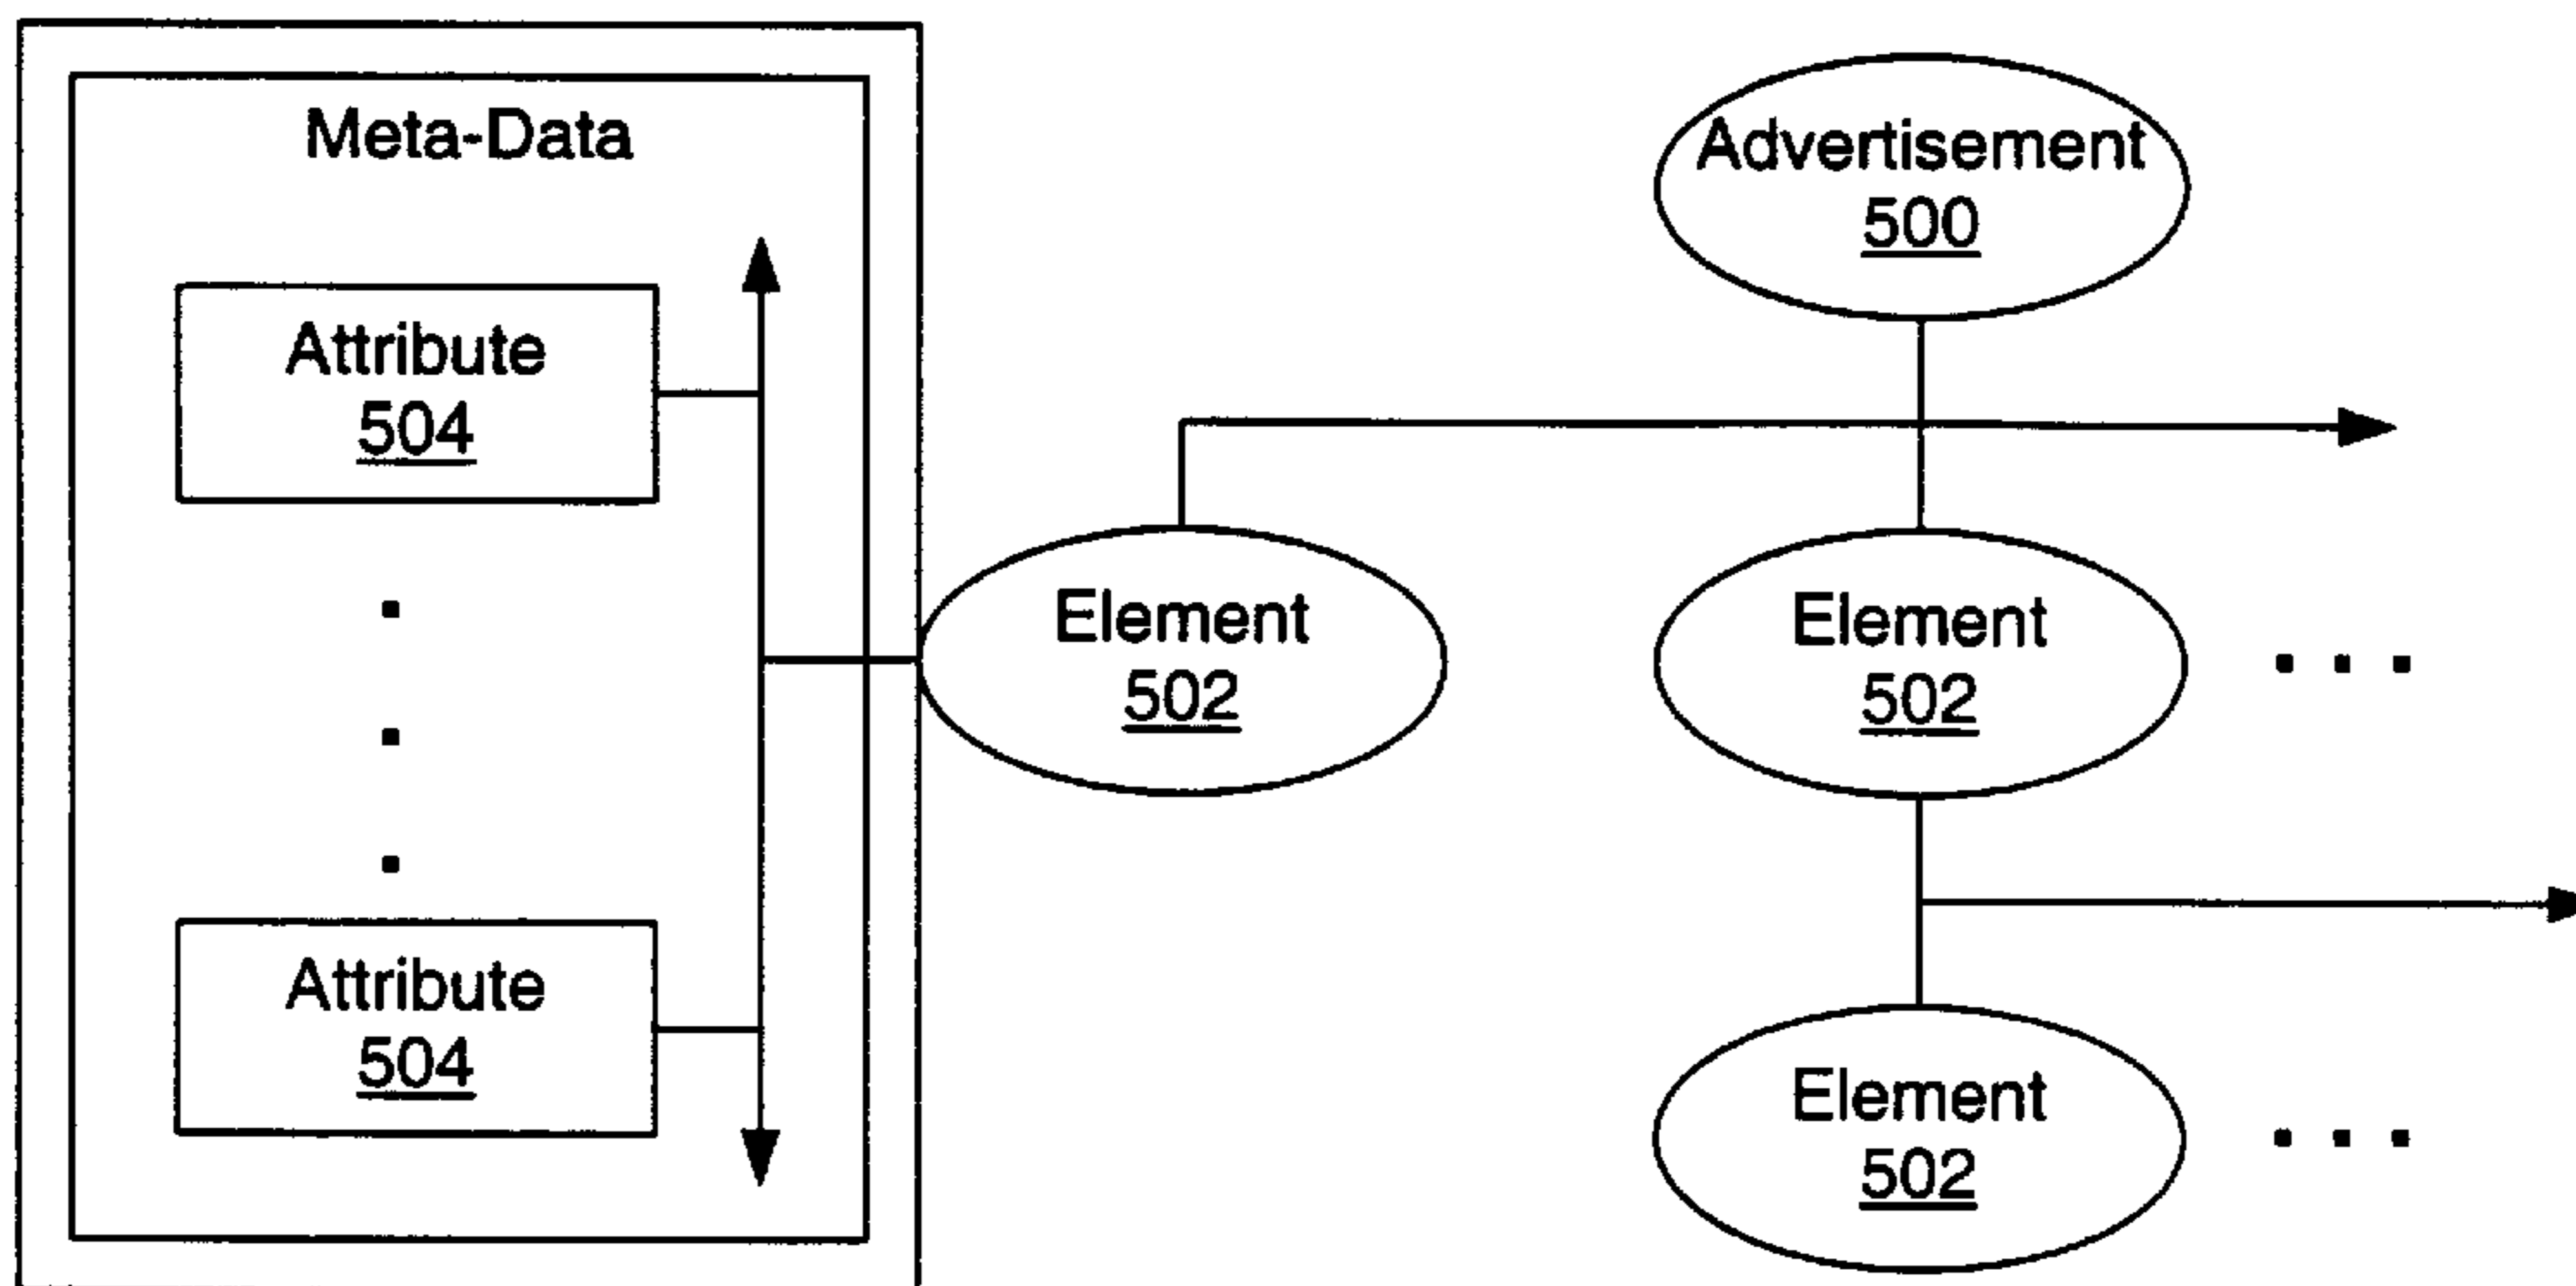 Meta-Data
Attribute
504
Attribute
504
Advertisement
500
Element
502
Element
502
Element
502